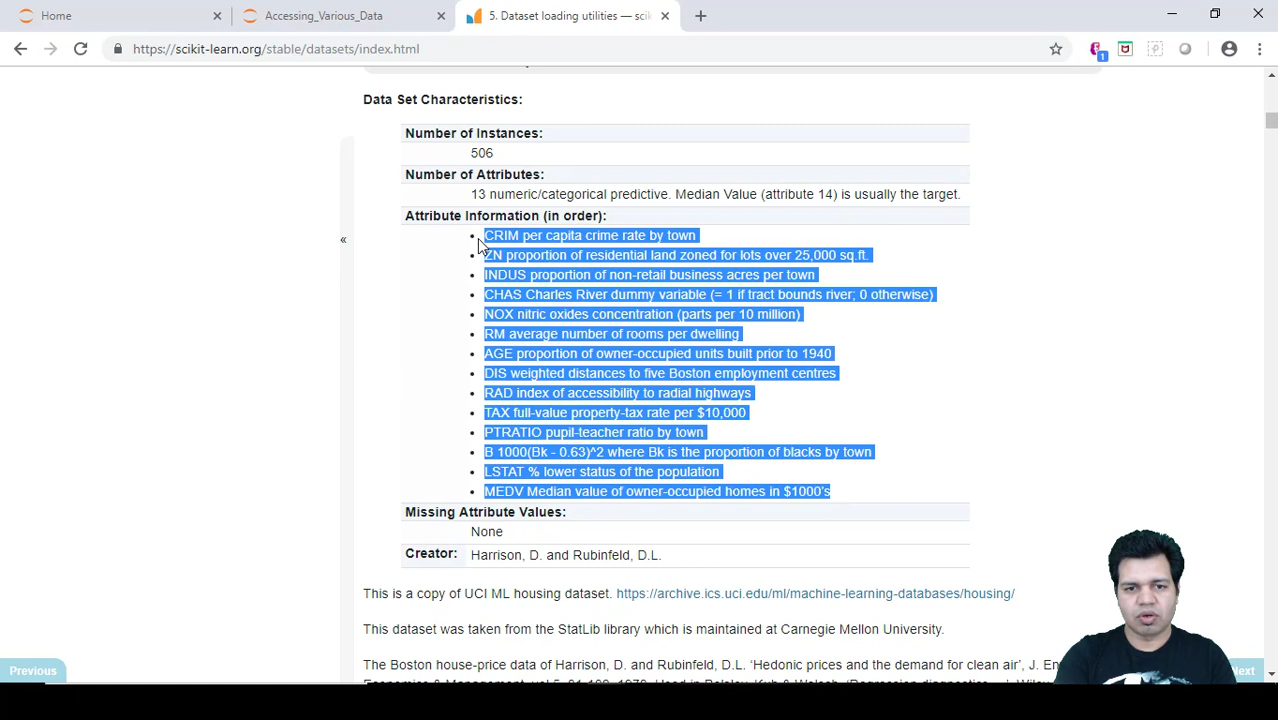 Home
Accessing_Various_Data
5. Dataset loading utilities — scik
https://scikit-learn.org/stable/datasets/index.html
1
Data Set Characteristics:
Number of Instances:
506
Number of Attributes:
13 numeric/categorical predictive. Median Value (attribute 14) is usually the target.
Attribute Information (in order):
• CRIM per capita crime rate by town
• ZN proportion of residential land zoned for lots over 25,000 sq.ft.
• INDUS proportion of non-retail business acres per town
• CHAS Charles River dummy variable (= 1 if tract bounds river; 0 otherwise)
• NOX nitric oxides concentration (parts per 10 million)
• RM average number of rooms per dwelling
• AGE proportion of owner-occupied units built prior to 1940
• DIS weighted distances to five Boston employment centres
• RAD index of accessibility to radial highways
• TAX full-value property-tax rate per $10,000
• PTRATIO pupil-teacher ratio by town
• B 1000(Bk - 0.63)^2 where Bk is the proportion of blacks by town
• LSTAT % lower status of the population
• MEDV Median value of owner-occupied homes in $1000's
«
Missing Attribute Values:
None
Creator: Harrison, D. and Rubinfeld, D.L.
This is a copy of UCI ML housing dataset. https://archive.ics.uci.edu/ml/machine-learning-databases/housing/
This dataset was taken from the StatLib library which is maintained at Carnegie Mellon University.
The Boston house-price data of Harrison, D. and Rubinfeld, D.L. 'Hedonic prices and the demand for clean air', J. En
Previous
Next